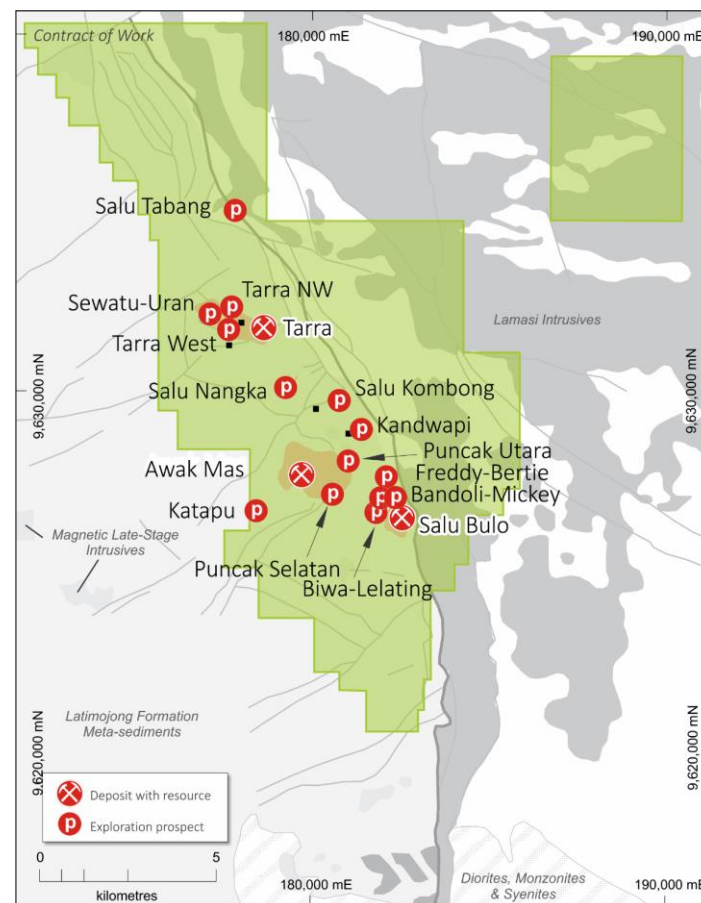 Contract of Work
180,000 mE
190,000 mE
Salu Tabang
Sewatu-Uran
Tarra NW
Tarra
Tarra West
Lamasi Intrusives
Salu Nangka
Salu Kombong
9,630,000 mN
9,630,000 mN
Kandwapi
Puncak Utara
Awak Mas
Freddy-Bertie
Bandoli-Mickey
Katapu
Salu Bulo
Magnetic Late-Stage
Intrusives
Puncak Selatan
Biwa-Lelating
Latimojong Formation
Meta-sediments
9,620,000 mN
9,620,000 mN
Deposit with resource
p Exploration prospect
0
5
kilometres
180,000 mE
Diorites, Monzonites
& Syenites
190,000 mE
p
p
p
p
p
p
p
p
p
p
p
p
p
p